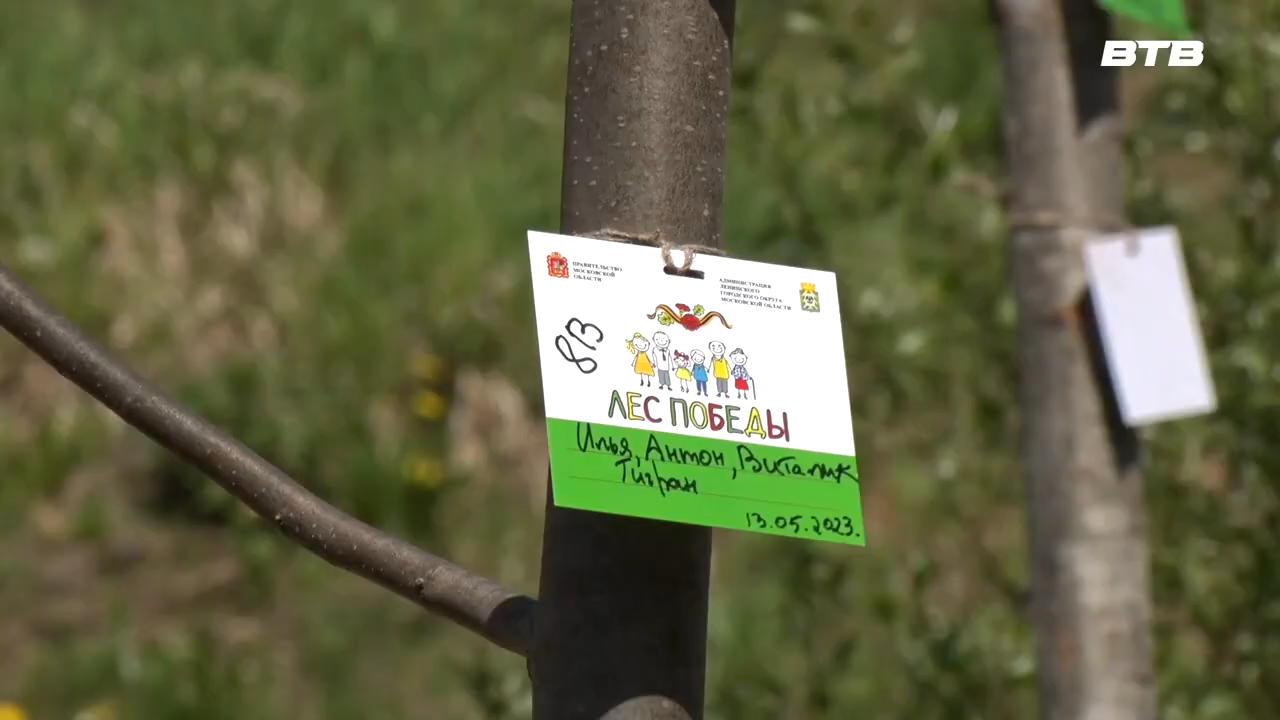 ВТВ
ПРАВИТЕЛЬСТВО
МОСКОВСКОЙ
ОБЛАСТИ
АДМИНИСТРАЦИЯ
ЛЕНИНСКОГО
ГОРОДСКОГО ОКРУГА
МОСКОВСКОЙ ОБЛАСТИ
813
ЛЕС ПОБЕДЫ
Илья, Антон, Виталик
Тигран
13.05.2023.